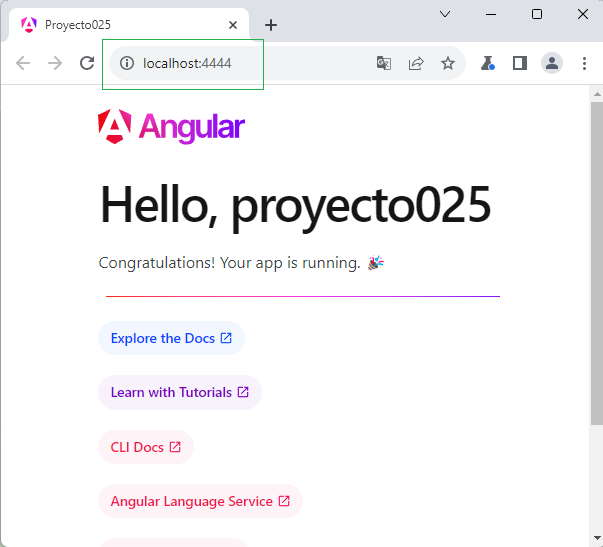 Proyecto025
localhost:4444
Angular
Hello, proyecto025
Congratulations! Your app is running. 🎉
Explore the Docs
Learn with Tutorials
CLI Docs
Angular Language Service